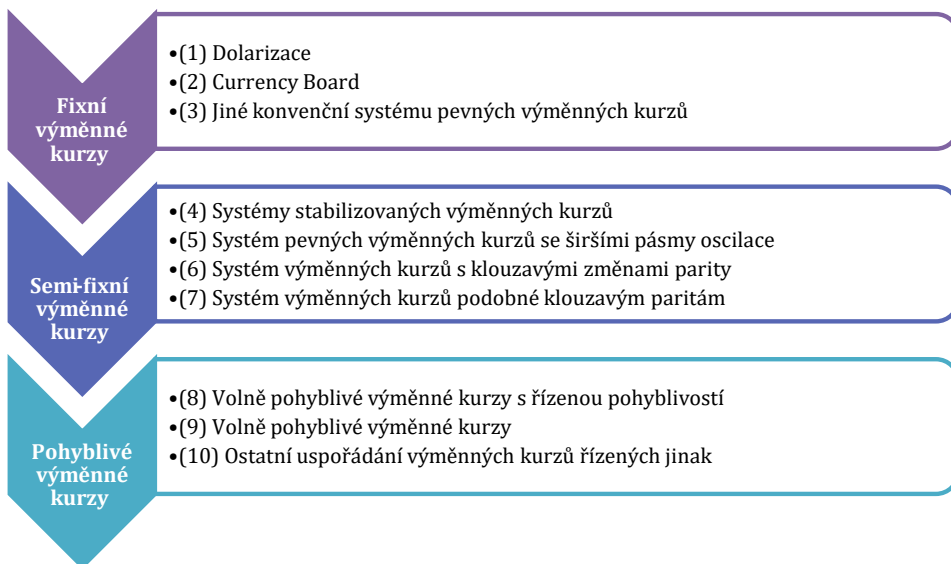 Fixní
výměnné
kurzy
•(1) Dolarizace
•(2) Currency Board
•(3) Jiné konvenční systému pevných výměnných kurzů
Semi-fixní
výměnné
kurzy
•(4) Systémy stabilizovaných výměnných kurzů
•(5) Systém pevných výměnných kurzů se širšími pásmy oscilace
•(6) Systém výměnných kurzů s klouzavými změnami parity
•(7) Systém výměnných kurzů podobné klouzavým paritám
Pohyblivé
výměnné
kurzy
•(8) Volně pohyblivé výměnné kurzy s řízenou pohyblivostí
•(9) Volně pohyblivé výměnné kurzy
•(10) Ostatní uspořádání výměnných kurzů řízených jinak